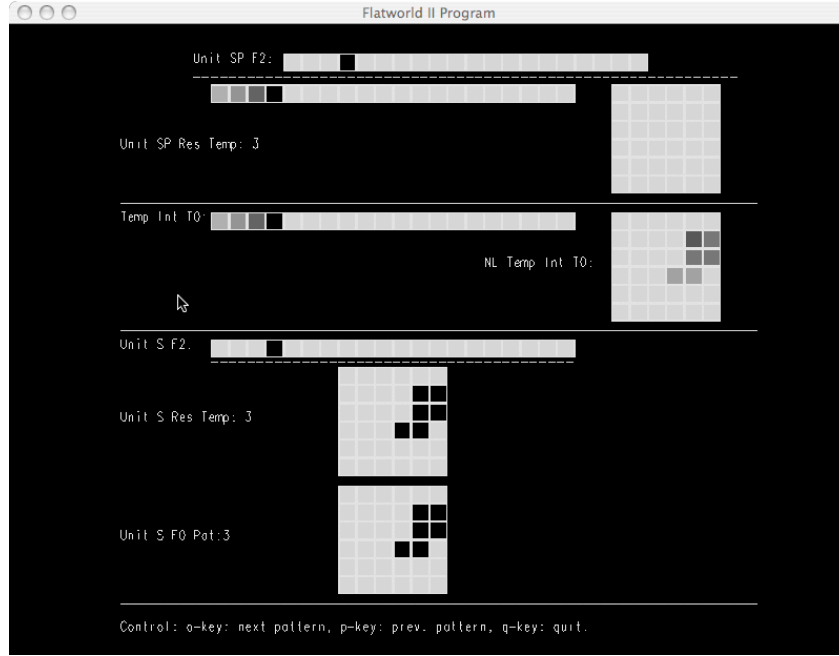 Flatworld II Program
Unit SP F2:
Unit SP Res Temp: 3
Temp Int T0:
NL Temp Int T0:
Unit S F2:
Unit S Res Temp: 3
Unit S F0 Pat:3
Control: o-key: next pattern, p-key: prev. pattern, q-key: quit.